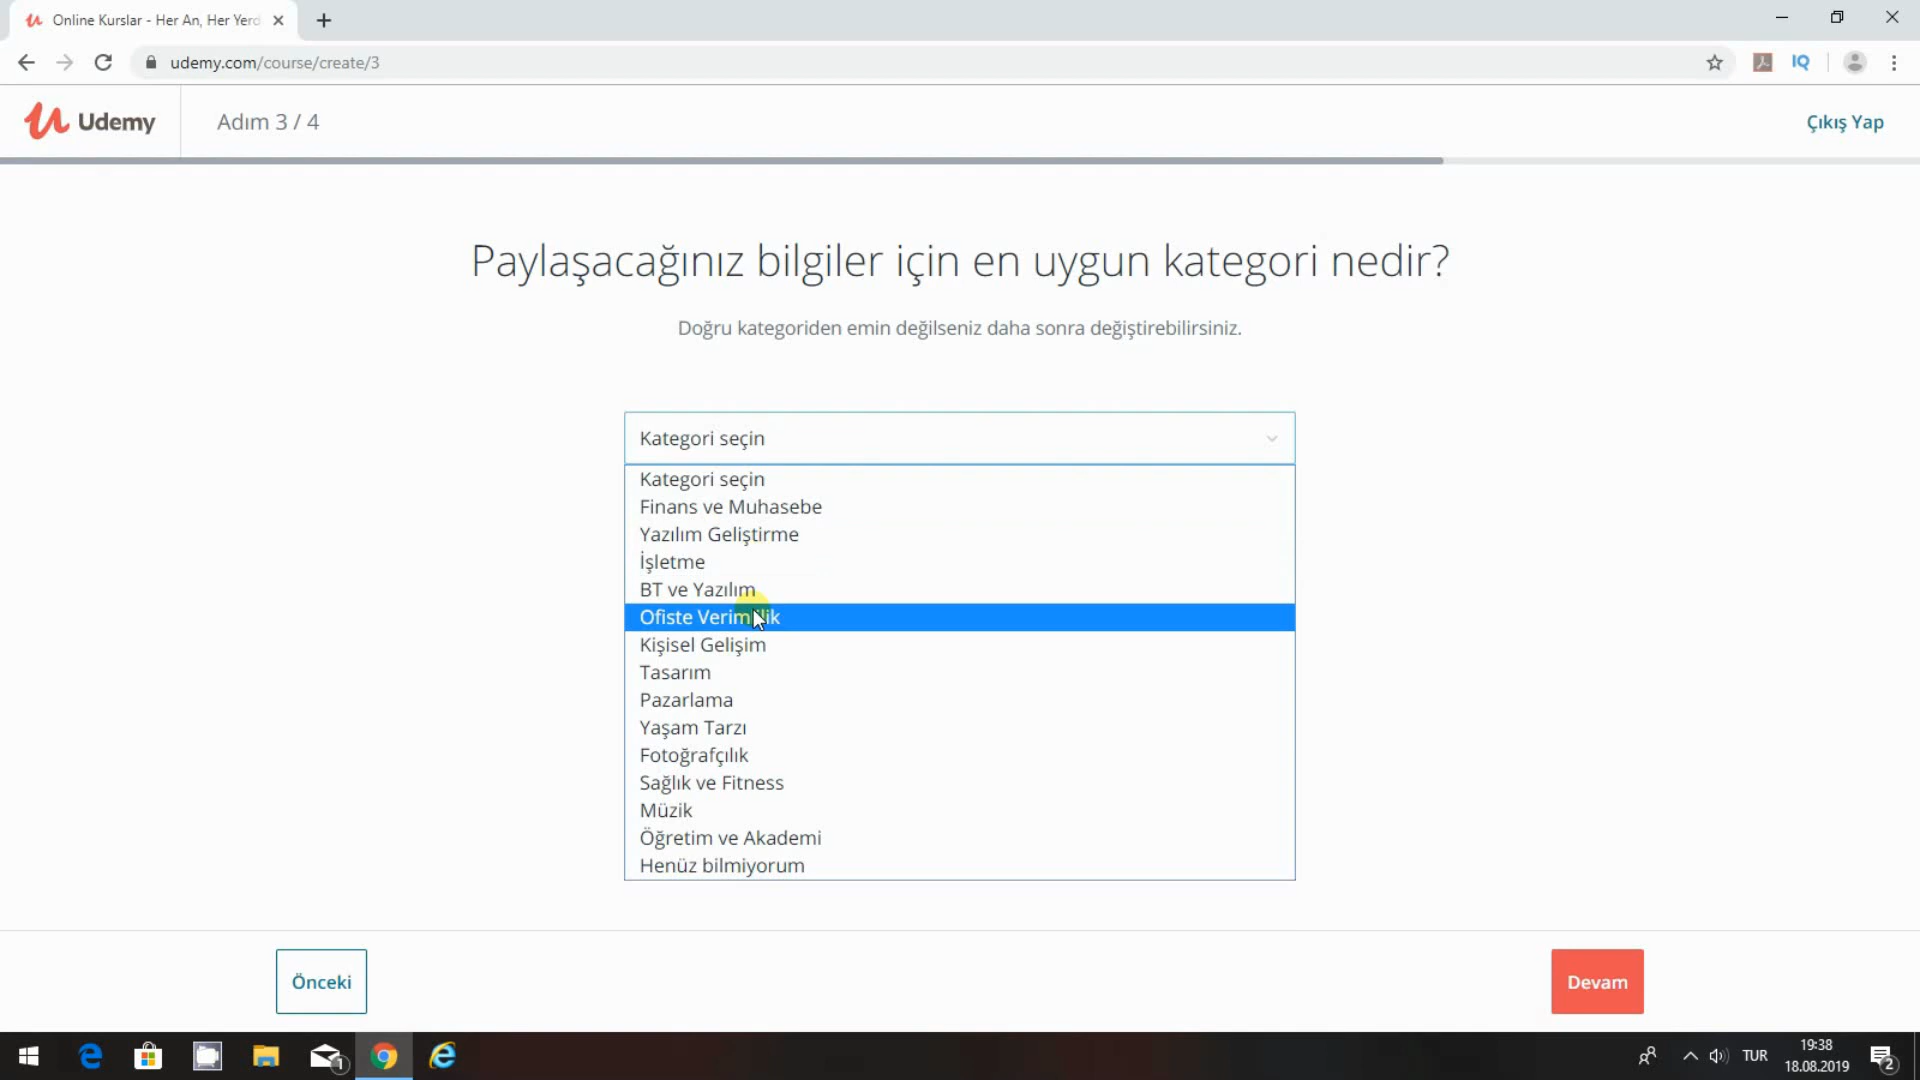 Online Kurslar - Her An, Her Yerd
udemy.com/course/create/3
IQ
Udemy
Adım 3 / 4
Çıkış Yap
Paylaşacağınız bilgiler için en uygun kategori nedir?
Doğru kategoriden emin değilseniz daha sonra değiştirebilirsiniz.
Kategori seçin
Kategori seçin
Finans ve Muhasebe
Yazılım Geliştirme
İşletme
BT ve Yazılım
Ofiste Verimlilik
Kişisel Gelişim
Tasarım
Pazarlama
Yaşam Tarzı
Fotoğrafçılık
Sağlık ve Fitness
Müzik
Öğretim ve Akademi
Henüz bilmiyorum
Önceki
Devam
1
TUR
19:38
18.08.2019
2